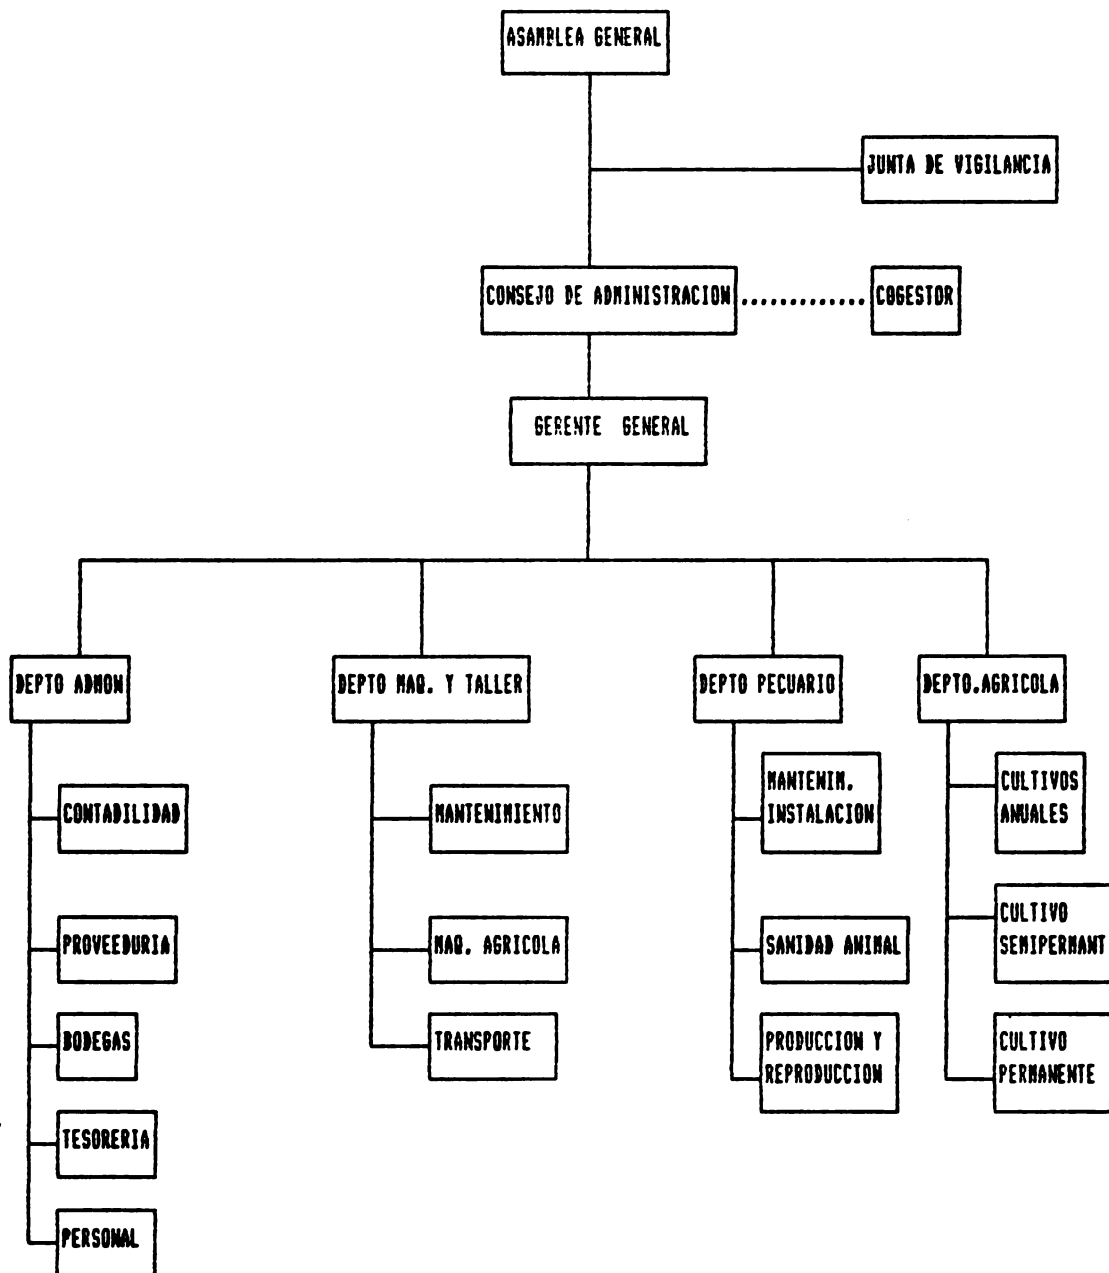 ASAMBLEA GENERAL
JUNTA DE VIGILANCIA
CONSEJO DE ADMINISTRACION ............. COGESTOR
GERENTE GENERAL
DEPTO ADMON
DEPTO MAQ. Y TALLER
DEPTO PECUARIO
DEPTO.AGRICOLA
CONTABILIDAD
PROVEEDURIA
BODEGAS
TESORERIA
PERSONAL
MANTENIMIENTO
MAQ. AGRICOLA
TRANSPORTE
MANTENIM.
INSTALACION
SANIDAD ANIMAL
PRODUCCION Y
REPRODUCCION
CULTIVOS
ANUALES
CULTIVO
SEMIPERMANT
CULTIVO
PERMANENTE